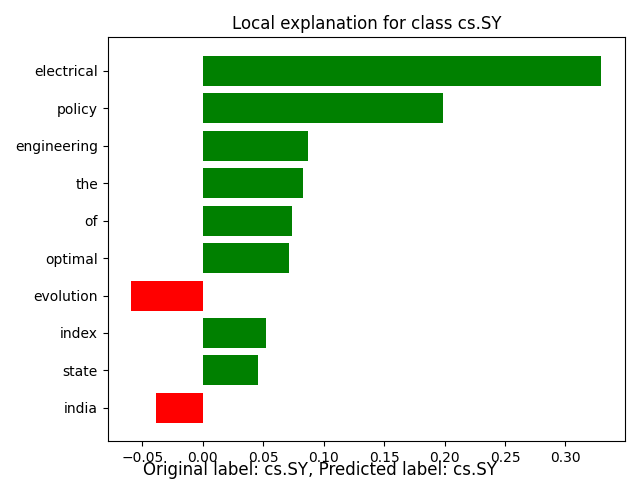 Local explanation for class cs.SY
electrical
policy
engineering
the
of
optimal
evolution
index
state
india
−0.05 0.00 0.05 0.10 0.15 0.20 0.25 0.30
Original label: cs.SY, Predicted label: cs.SY